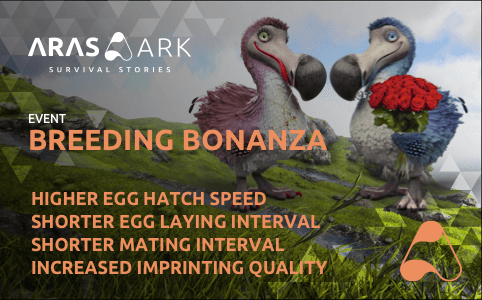 ARAS ARK
SURVIVAL STORIES
EVENT
BREEDING BONANZA
HIGHER EGG HATCH SPEED
SHORTER EGG LAYING INTERVAL
SHORTER MATING INTERVAL
INCREASED IMPRINTING QUALITY